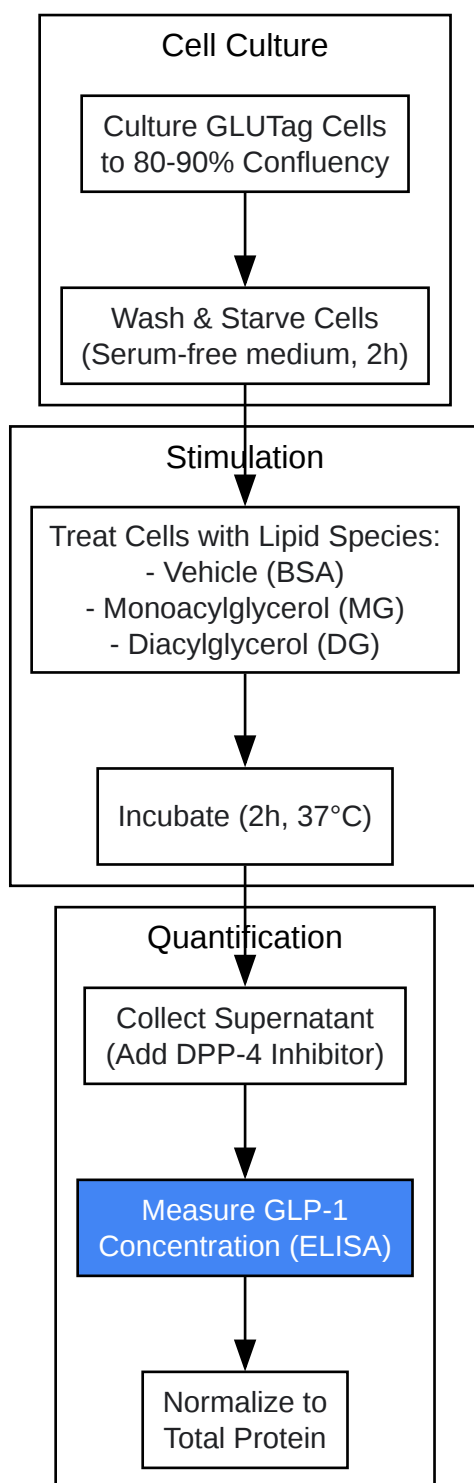 Cell Culture
Culture GLUTag Cells
to 80-90% Confluency
Wash & Starve Cells
(Serum-free medium, 2h)
Stimulation
Treat Cells with Lipid Species:
- Vehicle (BSA)
- Monoacylglycerol (MG)
- Diacylglycerol (DG)
Incubate (2h, 37°C)
Quantification
Collect Supernatant
(Add DPP-4 Inhibitor)
Measure GLP-1
Concentration (ELISA)
Normalize to
Total Protein